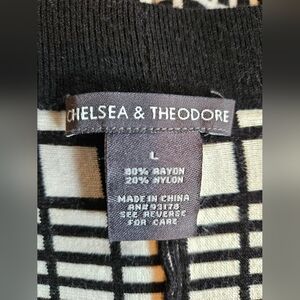 CHELSEA & THEODORE
L
80% RAYON
20% NYLON
MADE IN CHINA
RN# 93178
SEE REVERSE
FOR CARE